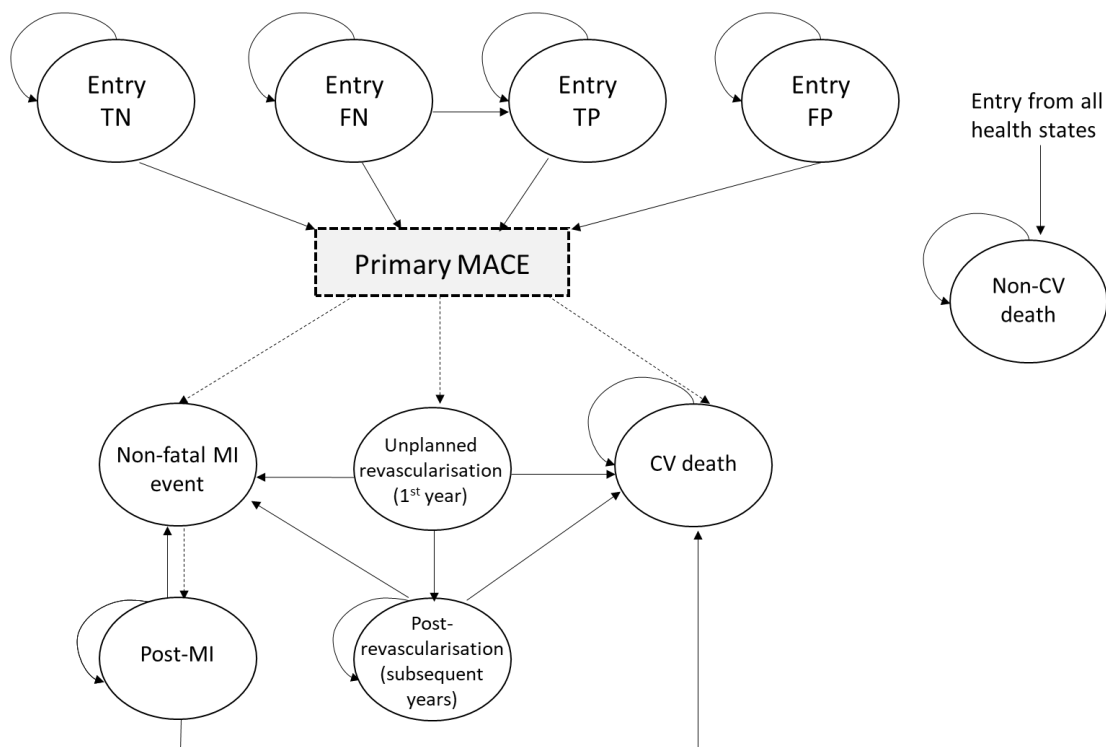 Entry
TN
Entry
FN
Entry
TP
Entry
FP
Entry from all
health states
Primary MACE
Non-CV
death
Non-fatal MI
event
Unplanned
revascularisation
(1st year)
CV death
Post-MI
Post-
revascularisation
(subsequent
years)